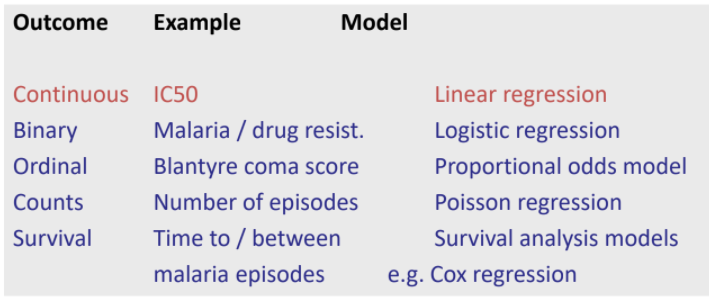 Outcome Example Model
Continuous IC50 Linear regression
Binary Malaria / drug resist. Logistic regression
Ordinal Blantyre coma score Proportional odds model
Counts Number of episodes Poisson regression
Survival Time to / between Survival analysis models
malaria episodes e.g. Cox regression